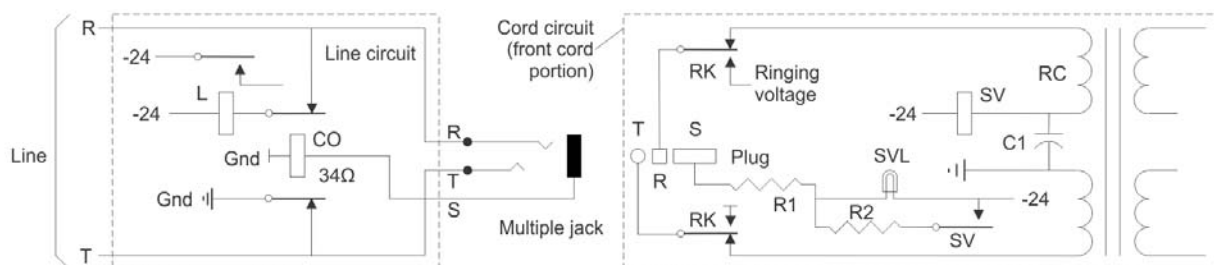 R
-24
Line circuit
L
-24
Line
CO
Gnd
34Ω
Gnd
T
R
T
S
Multiple jack
Cord circuit
(front cord
portion)
RK
Ringing
voltage
RC
-24
SV
C1
T
S
R
Plug
SVL
R1
R2
-24
RK
SV